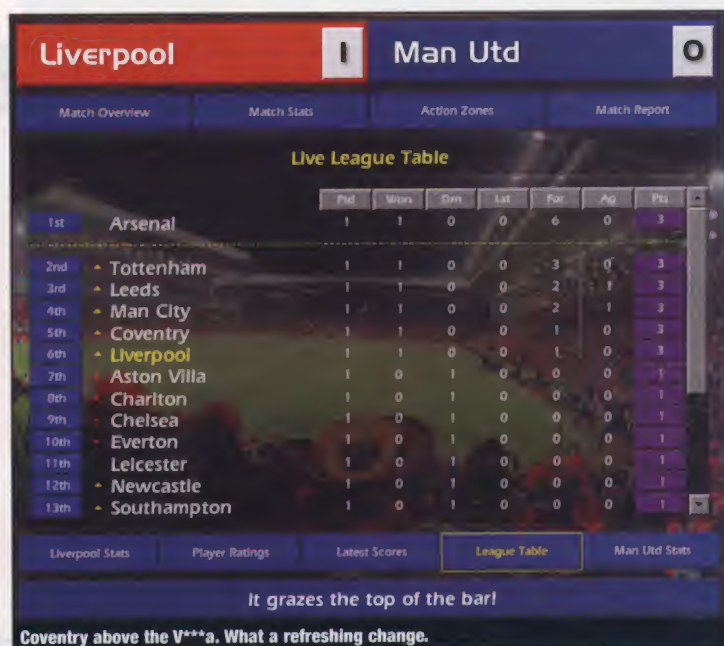 Liverpool 1 Man Utd 0
Match Overview Match Stats Action Zones Match Report
Live League Table
Pld Won Drn Lst For Ag Pts
1st Arsenal 1 1 0 0 6 0 3
2nd Tottenham 1 1 0 0 3 0 3
3rd Leeds 1 1 0 0 2 1 3
4th Man City 1 1 0 0 2 1 3
5th Coventry 1 1 0 0 1 0 3
6th Liverpool 1 1 0 0 1 0 3
7th Aston Villa 1 0 1 0 0 0 1
8th Charlton 1 0 1 0 0 0 1
9th Chelsea 1 0 1 0 0 0 1
10th Everton 1 0 1 0 0 0 1
11th Leicester 1 0 1 0 0 0 1
12th Newcastle 1 0 1 0 0 0 1
13th Southampton 1 0 1 0 0 0 1
Liverpool Stats Player Ratings Latest Scores League Table Man Utd Stats
It grazes the top of the bar!
Coventry above the V***a. What a refreshing change.